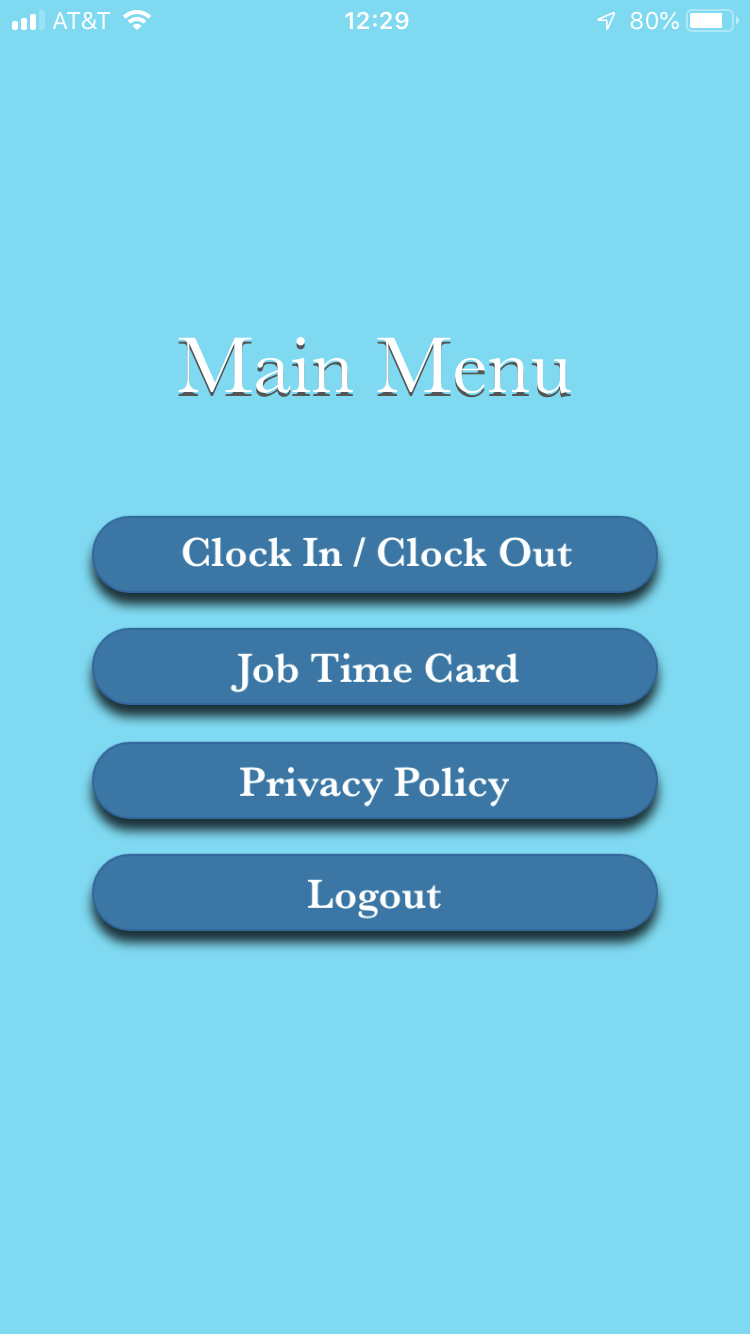 AT&T 12:29 80%
Main Menu
Clock In / Clock Out
Job Time Card
Privacy Policy
Logout